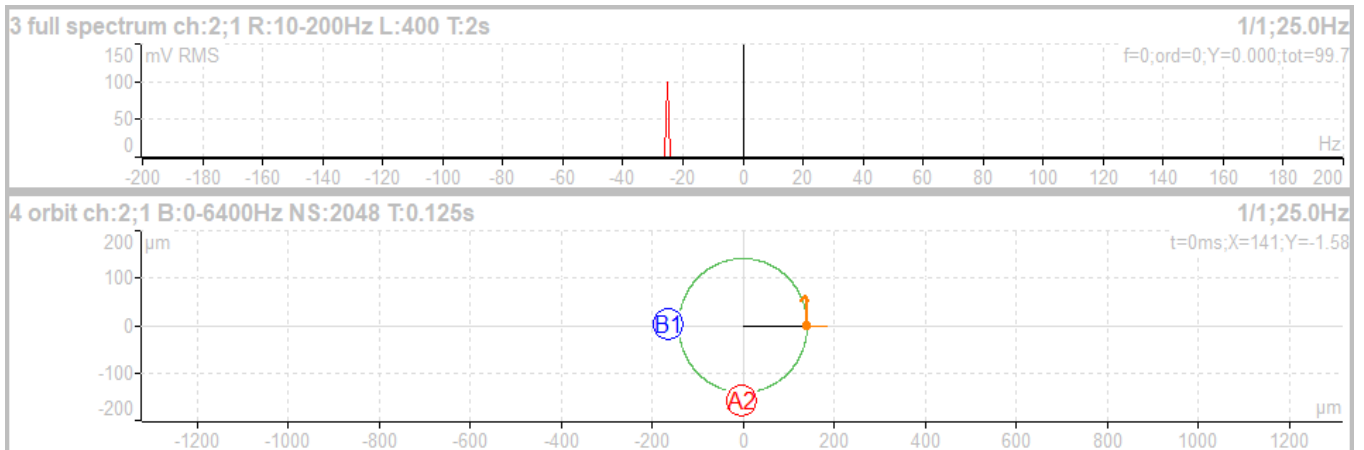 3 full spectrum ch:2;1 R:10-200Hz L:400 T:2s 1/1;25.0Hz
150 mV RMS f=0;ord=0;Y=0.000;tot=99.7
100
50
0 Hz
-200 -180 -160 -140 -120 -100 -80 -60 -40 -20 0 20 40 60 80 100 120 140 160 180 200
4 orbit ch:2;1 B:0-6400Hz NS:2048 T:0.125s 1/1;25.0Hz
200 µm t=0ms;X=141;Y=-1.58
100
0 B1
-100
-200 A2 µm
-1200 -1000 -800 -600 -400 -200 0 200 400 600 800 1000 1200